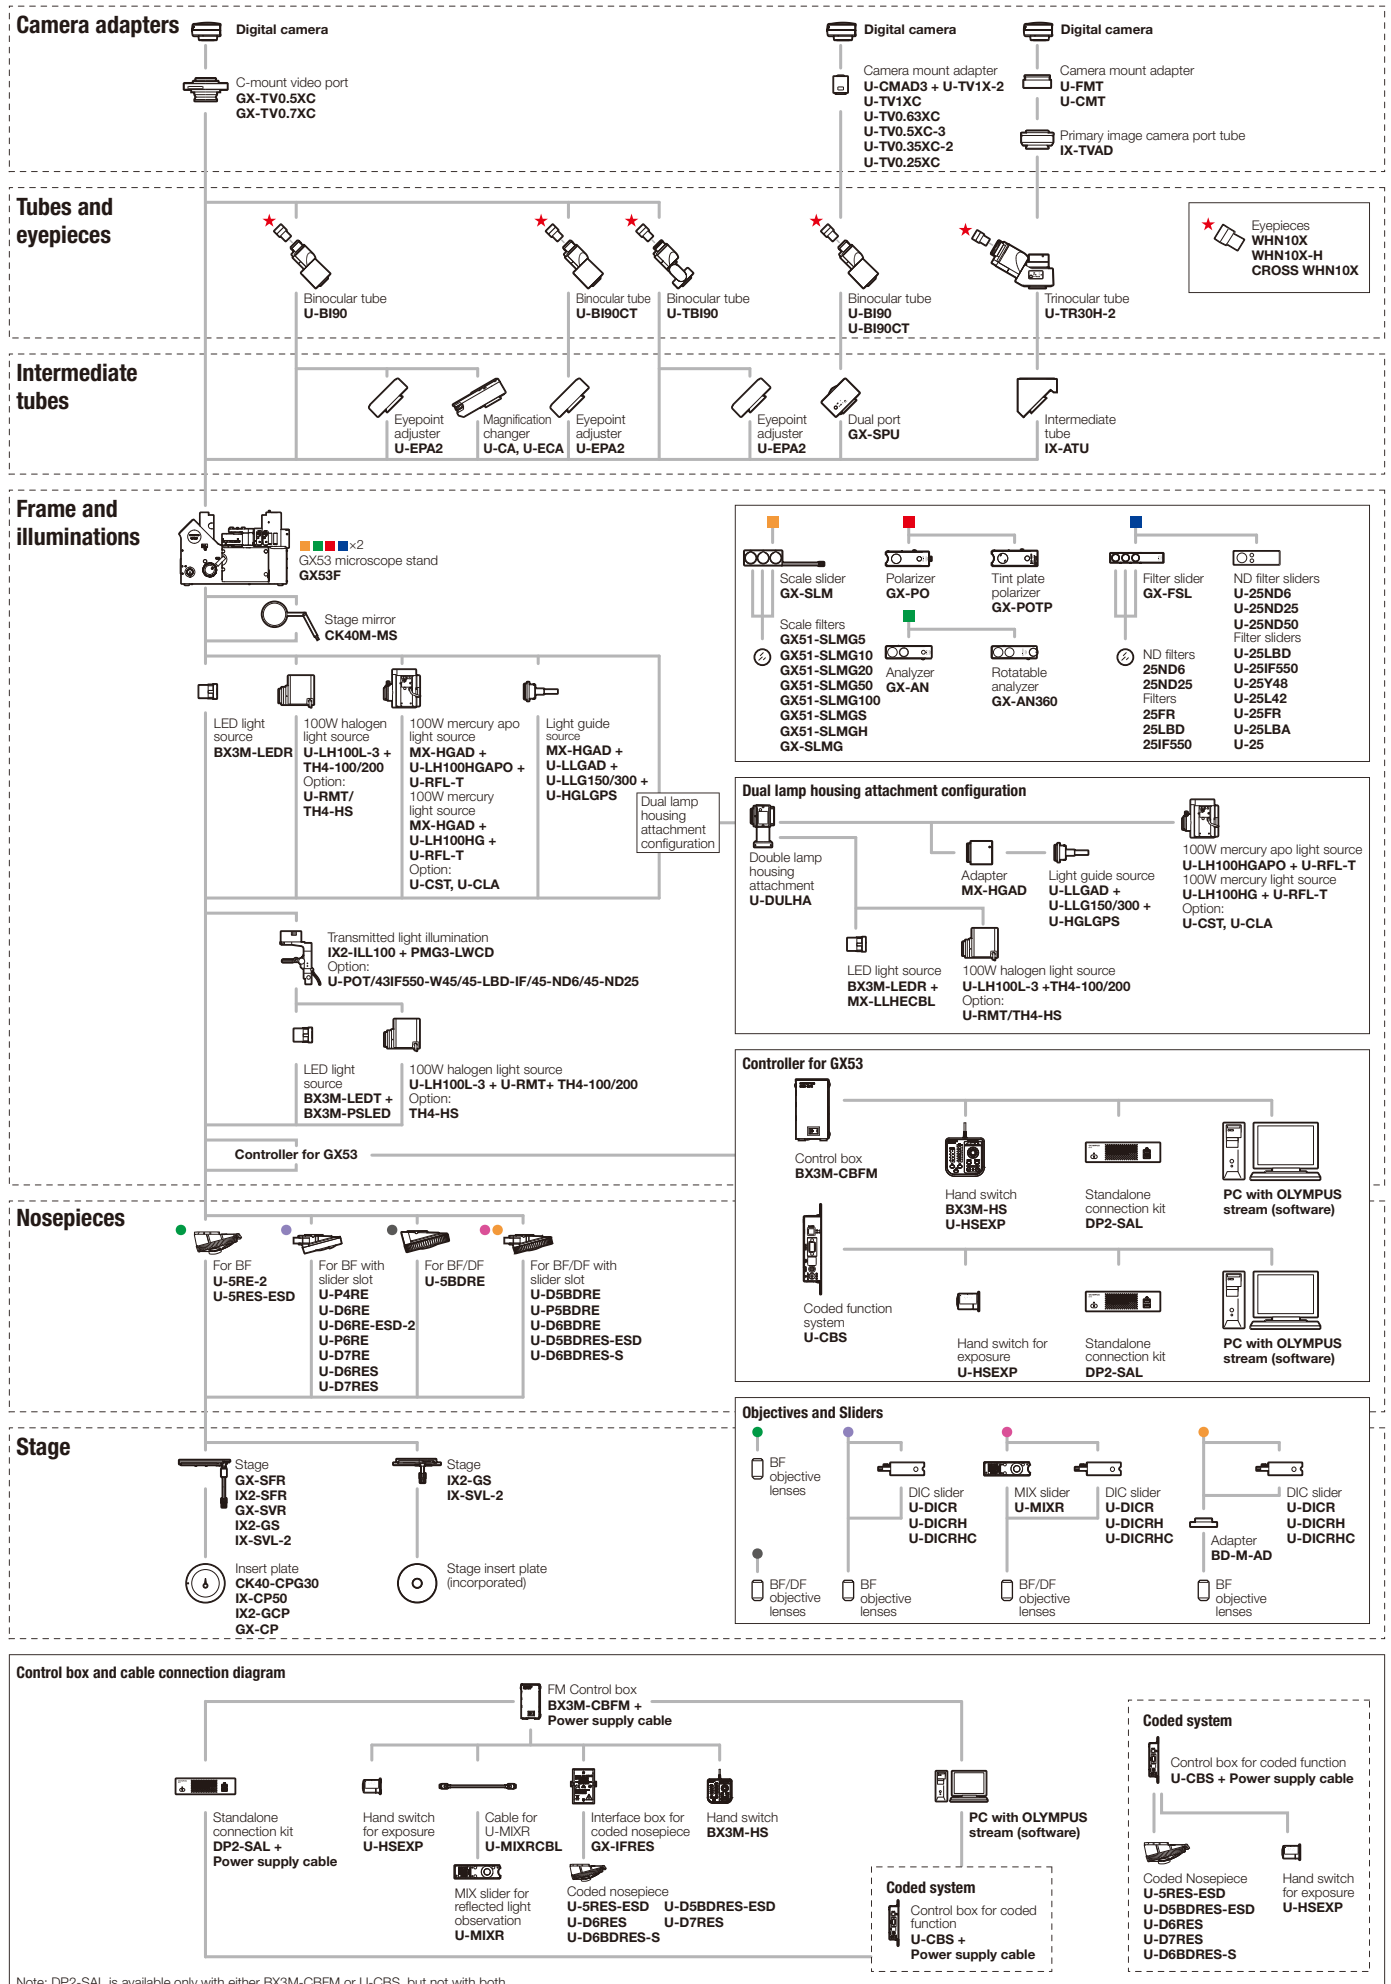 Camera adapters
Digital camera
C-mount video port
GX-TV0.5XC
GX-TV0.7XC
Digital camera
Camera mount adapter
U-CMAD3 + U-TV1X-2
U-TV1XC
U-TV0.63XC
U-TV0.5XC-3
U-TV0.35XC-2
U-TV0.25XC
Digital camera
Camera mount adapter
U-FMT
U-CMT
Primary image camera port tube
IX-TVAD
Tubes and
eyepieces
Binocular tube
U-BI90
Binocular tube
U-BI90CT
Binocular tube
U-TBI90
Binocular tube
U-BI90
U-BI90CT
Trinocular tube
U-TR30H-2
Eyepieces
WHN10X
WHN10X-H
CROSS WHN10X
Intermediate
tubes
Eyepoint
adjuster
U-EPA2
Magnification
changer
U-CA, U-ECA
Eyepoint
adjuster
U-EPA2
Eyepoint
adjuster
U-EPA2
Dual port
GX-SPU
Intermediate
tube
IX-ATU
Frame and
illuminations
×2
GX53 microscope stand
GX53F
Stage mirror
CK40M-MS
LED light
source
BX3M-LEDR
100W halogen
light source
U-LH100L-3 +
TH4-100/200
Option:
U-RMT/
TH4-HS
100W mercury apo
light source
MX-HGAD +
U-LH100HGAPO +
U-RFL-T
100W mercury
light source
MX-HGAD +
U-LH100HG +
U-RFL-T
Option:
U-CST, U-CLA
Light guide
source
MX-HGAD +
U-LLGAD +
U-LLG150/300 +
U-HGLGPS
Dual lamp
housing
attachment
configuration
Scale slider
GX-SLM
Scale filters
GX51-SLMG5
GX51-SLMG10
GX51-SLMG20
GX51-SLMG50
GX51-SLMG100
GX51-SLMGS
GX51-SLMGH
GX-SLMG
Polarizer
GX-PO
Tint plate
polarizer
GX-POTP
Analyzer
GX-AN
Rotatable
analyzer
GX-AN360
Filter slider
GX-FSL
ND filters
25ND6
25ND25
Filters
25FR
25LBD
25IF550
ND filter sliders
U-25ND6
U-25ND25
U-25ND50
Filter sliders
U-25LBD
U-25IF550
U-25Y48
U-25L42
U-25FR
U-25LBA
U-25
Dual lamp housing attachment configuration
Double lamp
housing
attachment
U-DULHA
Adapter
MX-HGAD
Light guide source
U-LLGAD +
U-LLG150/300 +
U-HGLGPS
100W mercury apo light source
U-LH100HGAPO + U-RFL-T
100W mercury light source
U-LH100HG + U-RFL-T
Option:
U-CST, U-CLA
LED light source
BX3M-LEDR +
MX-LLHECBL
100W halogen light source
U-LH100L-3 +TH4-100/200
Option:
U-RMT/TH4-HS
Transmitted light illumination
IX2-ILL100 + PMG3-LWCD
Option:
U-POT/43IF550-W45/45-LBD-IF/45-ND6/45-ND25
LED light
source
BX3M-LEDT +
BX3M-PSLED
100W halogen light source
U-LH100L-3 + U-RMT+ TH4-100/200
Option:
TH4-HS
Controller for GX53
Controller for GX53
Control box
BX3M-CBFM
Hand switch
BX3M-HS
U-HSEXP
Standalone
connection kit
DP2-SAL
PC with OLYMPUS
stream (software)
Coded function
system
U-CBS
Hand switch for
exposure
U-HSEXP
Standalone
connection kit
DP2-SAL
PC with OLYMPUS
stream (software)
Nosepieces
For BF
U-5RE-2
U-5RES-ESD
For BF with
slider slot
U-P4RE
U-D6RE
U-D6RE-ESD-2
U-P6RE
U-D7RE
U-D6RES
U-D7RES
For BF/DF
U-5BDRE
For BF/DF with
slider slot
U-D5BDRE
U-P5BDRE
U-D6BDRE
U-D5BDRES-ESD
U-D6BDRES-S
Stage
Stage
GX-SFR
IX2-SFR
GX-SVR
IX2-GS
IX-SVL-2
Stage
IX2-GS
IX-SVL-2
Insert plate
CK40-CPG30
IX-CP50
IX2-GCP
GX-CP
Stage insert plate
(incorporated)
Objectives and Sliders
BF
objective
lenses
BF/DF
objective
lenses
DIC slider
U-DICR
U-DICRH
U-DICRHC
BF
objective
lenses
MIX slider
U-MIXR
DIC slider
U-DICR
U-DICRH
U-DICRHC
BF/DF
objective
lenses
Adapter
BD-M-AD
DIC slider
U-DICR
U-DICRH
U-DICRHC
BF
objective
lenses
Control box and cable connection diagram
FM Control box
BX3M-CBFM +
Power supply cable
Standalone
connection kit
DP2-SAL +
Power supply cable
Hand switch
for exposure
U-HSEXP
Cable for
U-MIXR
U-MIXRCBL
MIX slider for
reflected light
observation
U-MIXR
Interface box for
coded nosepiece
GX-IFRES
Coded nosepiece
U-5RES-ESD U-D5BDRES-ESD
U-D6RES U-D7RES
U-D6BDRES-S
Hand switch
BX3M-HS
PC with OLYMPUS
stream (software)
Coded system
Control box for coded
function
U-CBS +
Power supply cable
Coded system
Control box for coded function
U-CBS + Power supply cable
Coded Nosepiece
U-5RES-ESD
U-D5BDRES-ESD
U-D6RES
U-D7RES
U-D6BDRES-S
Hand switch
for exposure
U-HSEXP
Note: DP2-SAL is available only with either BX3M-CBFM or U-CBS, but not with both.